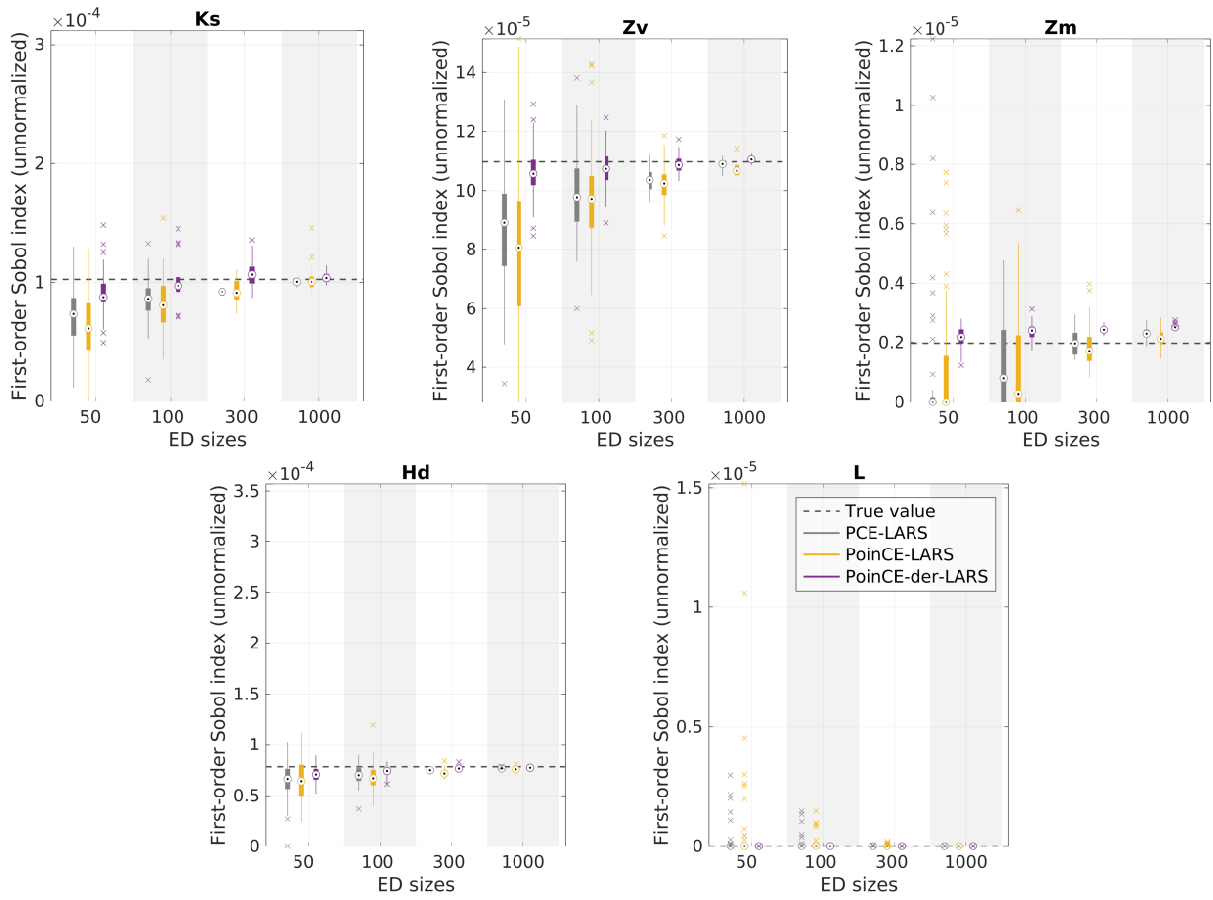 ×10⁻⁴
Ks
First-order Sobol index (unnormalized)
3
2
1
0
50 100 300 1000
ED sizes
×10⁻⁵
Zv
First-order Sobol index (unnormalized)
14
12
10
8
6
4
50 100 300 1000
ED sizes
×10⁻⁵
Zm
First-order Sobol index (unnormalized)
1.2
1
0.8
0.6
0.4
0.2
0
50 100 300 1000
ED sizes
×10⁻⁴
Hd
First-order Sobol index (unnormalized)
3.5
3
2.5
2
1.5
1
0.5
0
50 100 300 1000
ED sizes
×10⁻⁵
L
First-order Sobol index (unnormalized)
1.5
1
0.5
0
50 100 300 1000
ED sizes
True value
PCE-LARS
PoinCE-LARS
PoinCE-der-LARS